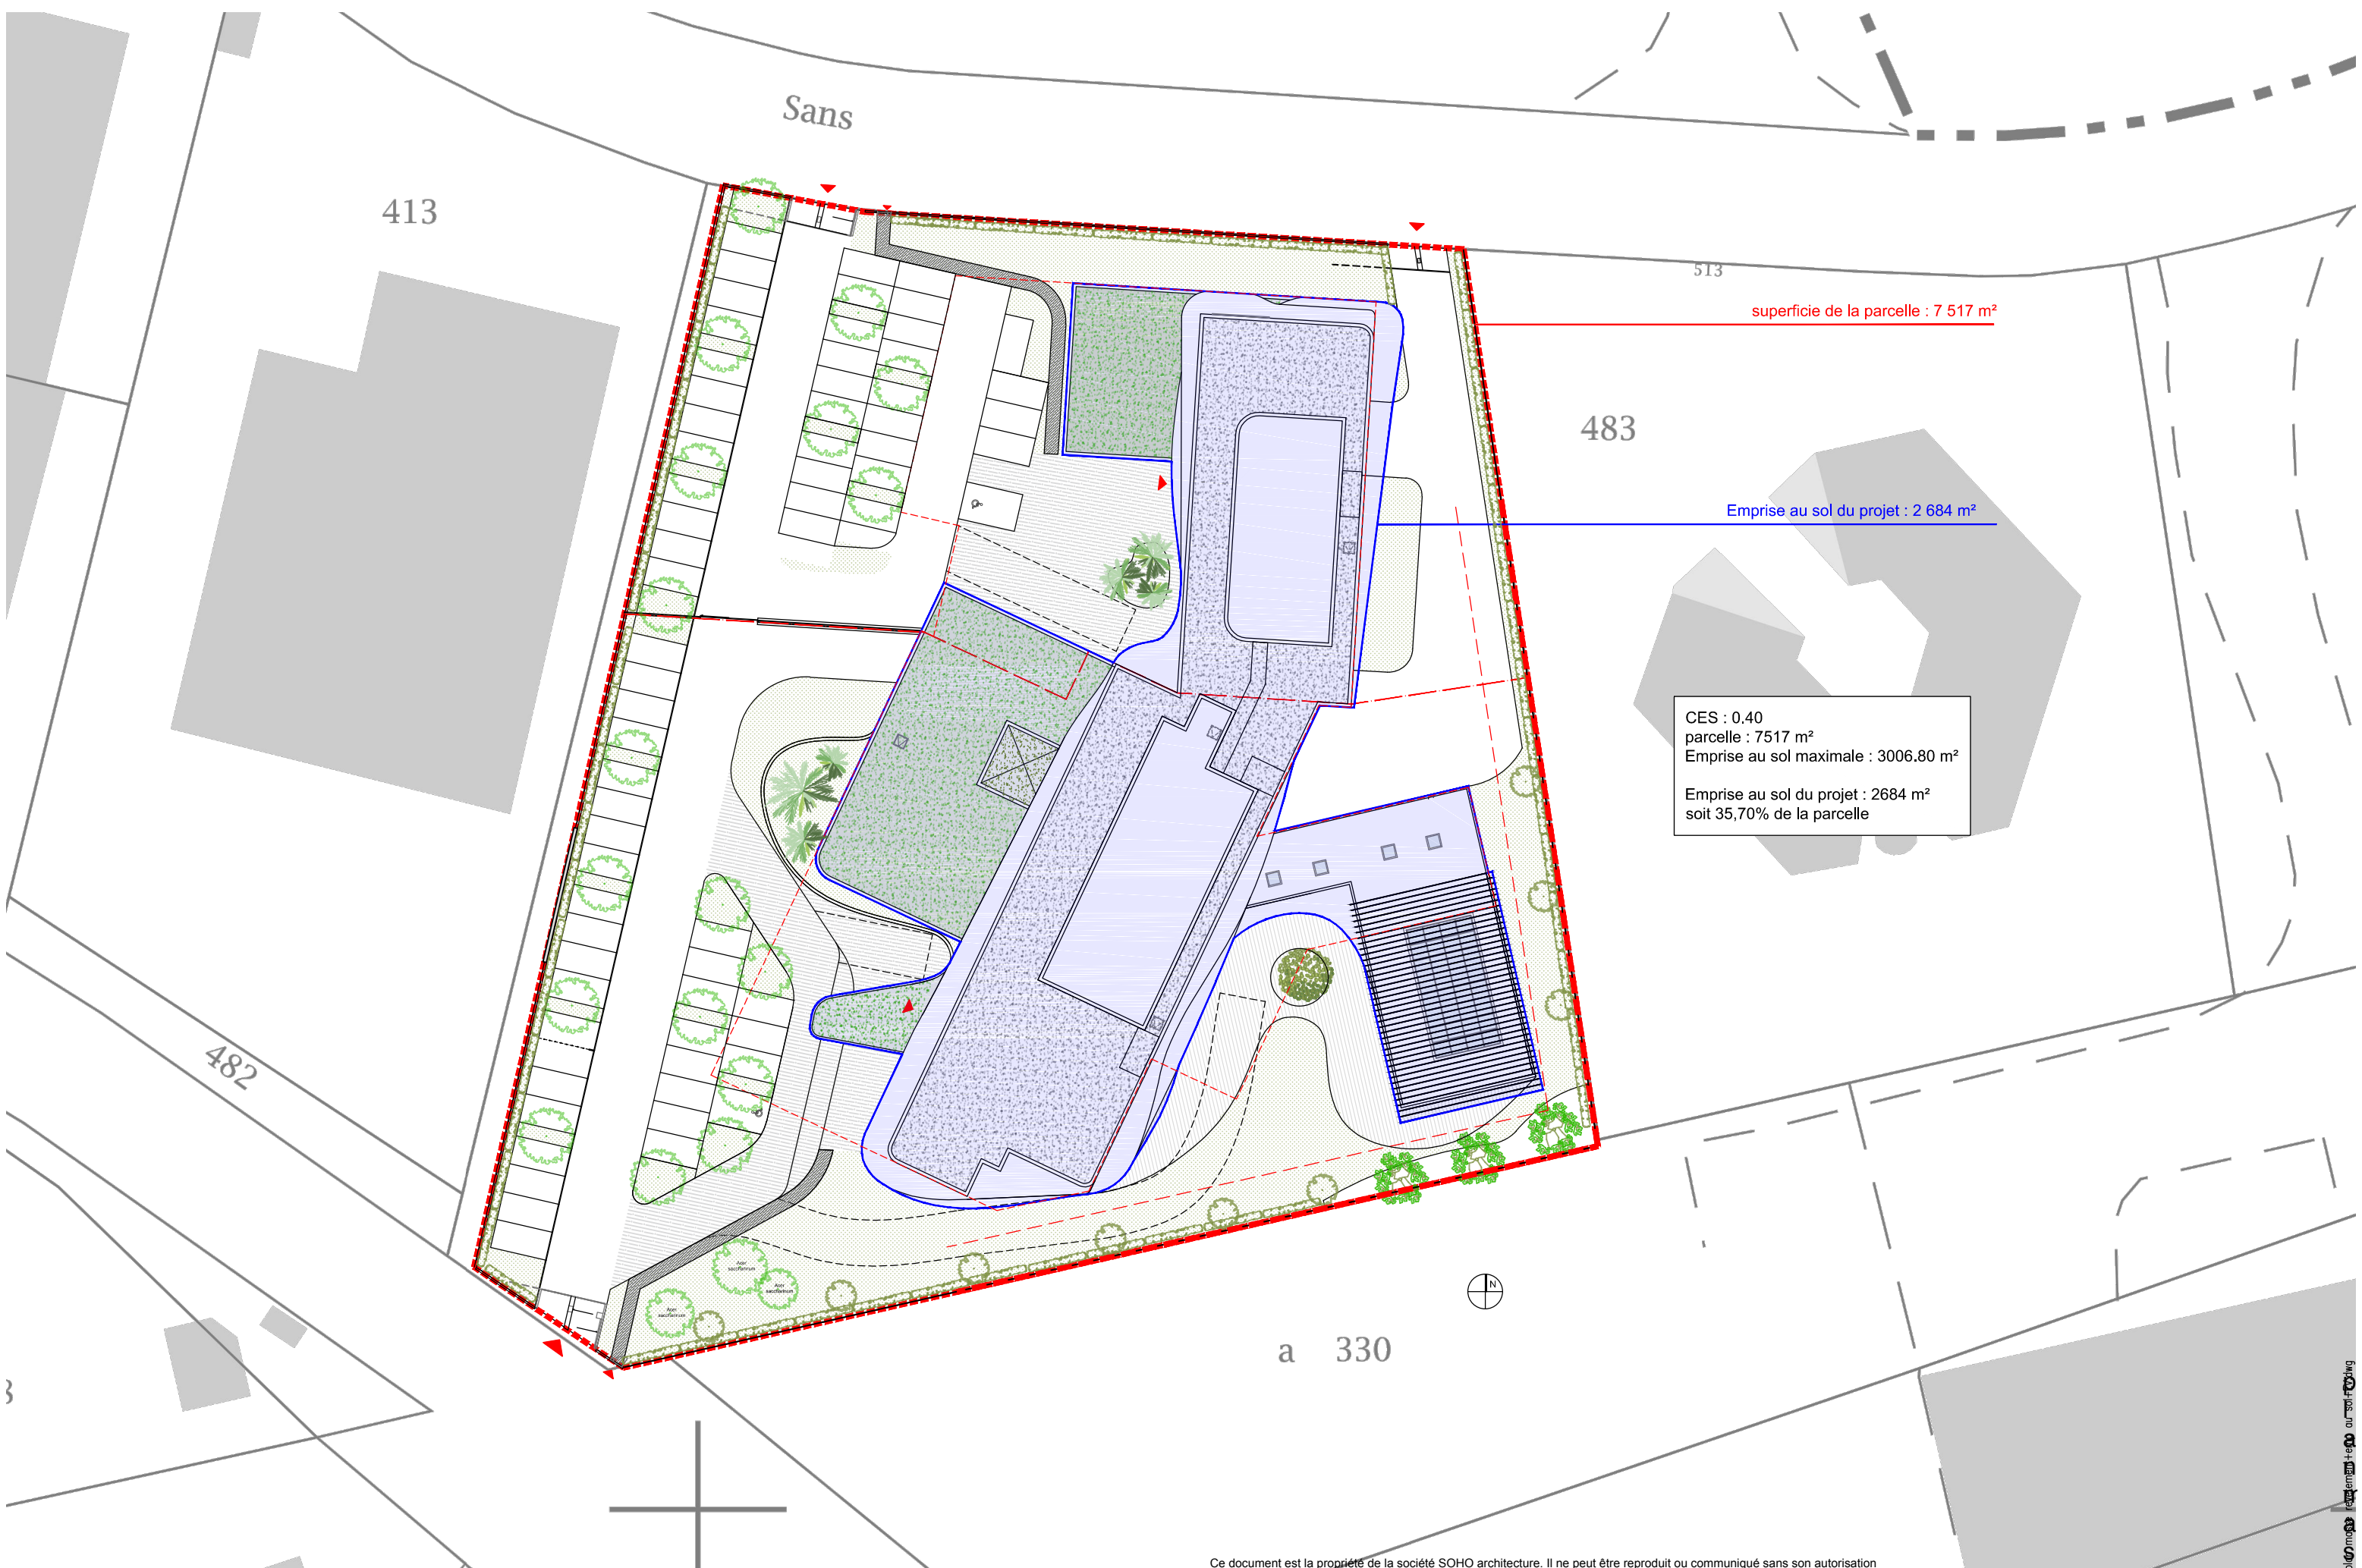 Sans
413
513
superficie de la parcelle : 7 517 m²
483
Emprise au sol du projet : 2 684 m²
CES : 0.40
parcelle : 7517 m²
Emprise au sol maximale : 3006.80 m²
Emprise au sol du projet : 2684 m²
soit 35,70% de la parcelle
482
Acer
Acer
Acer
N
a 330
Ce document est la propriété de la société SOHO architecture. Il ne peut être reproduit ou communiqué sans son autorisation